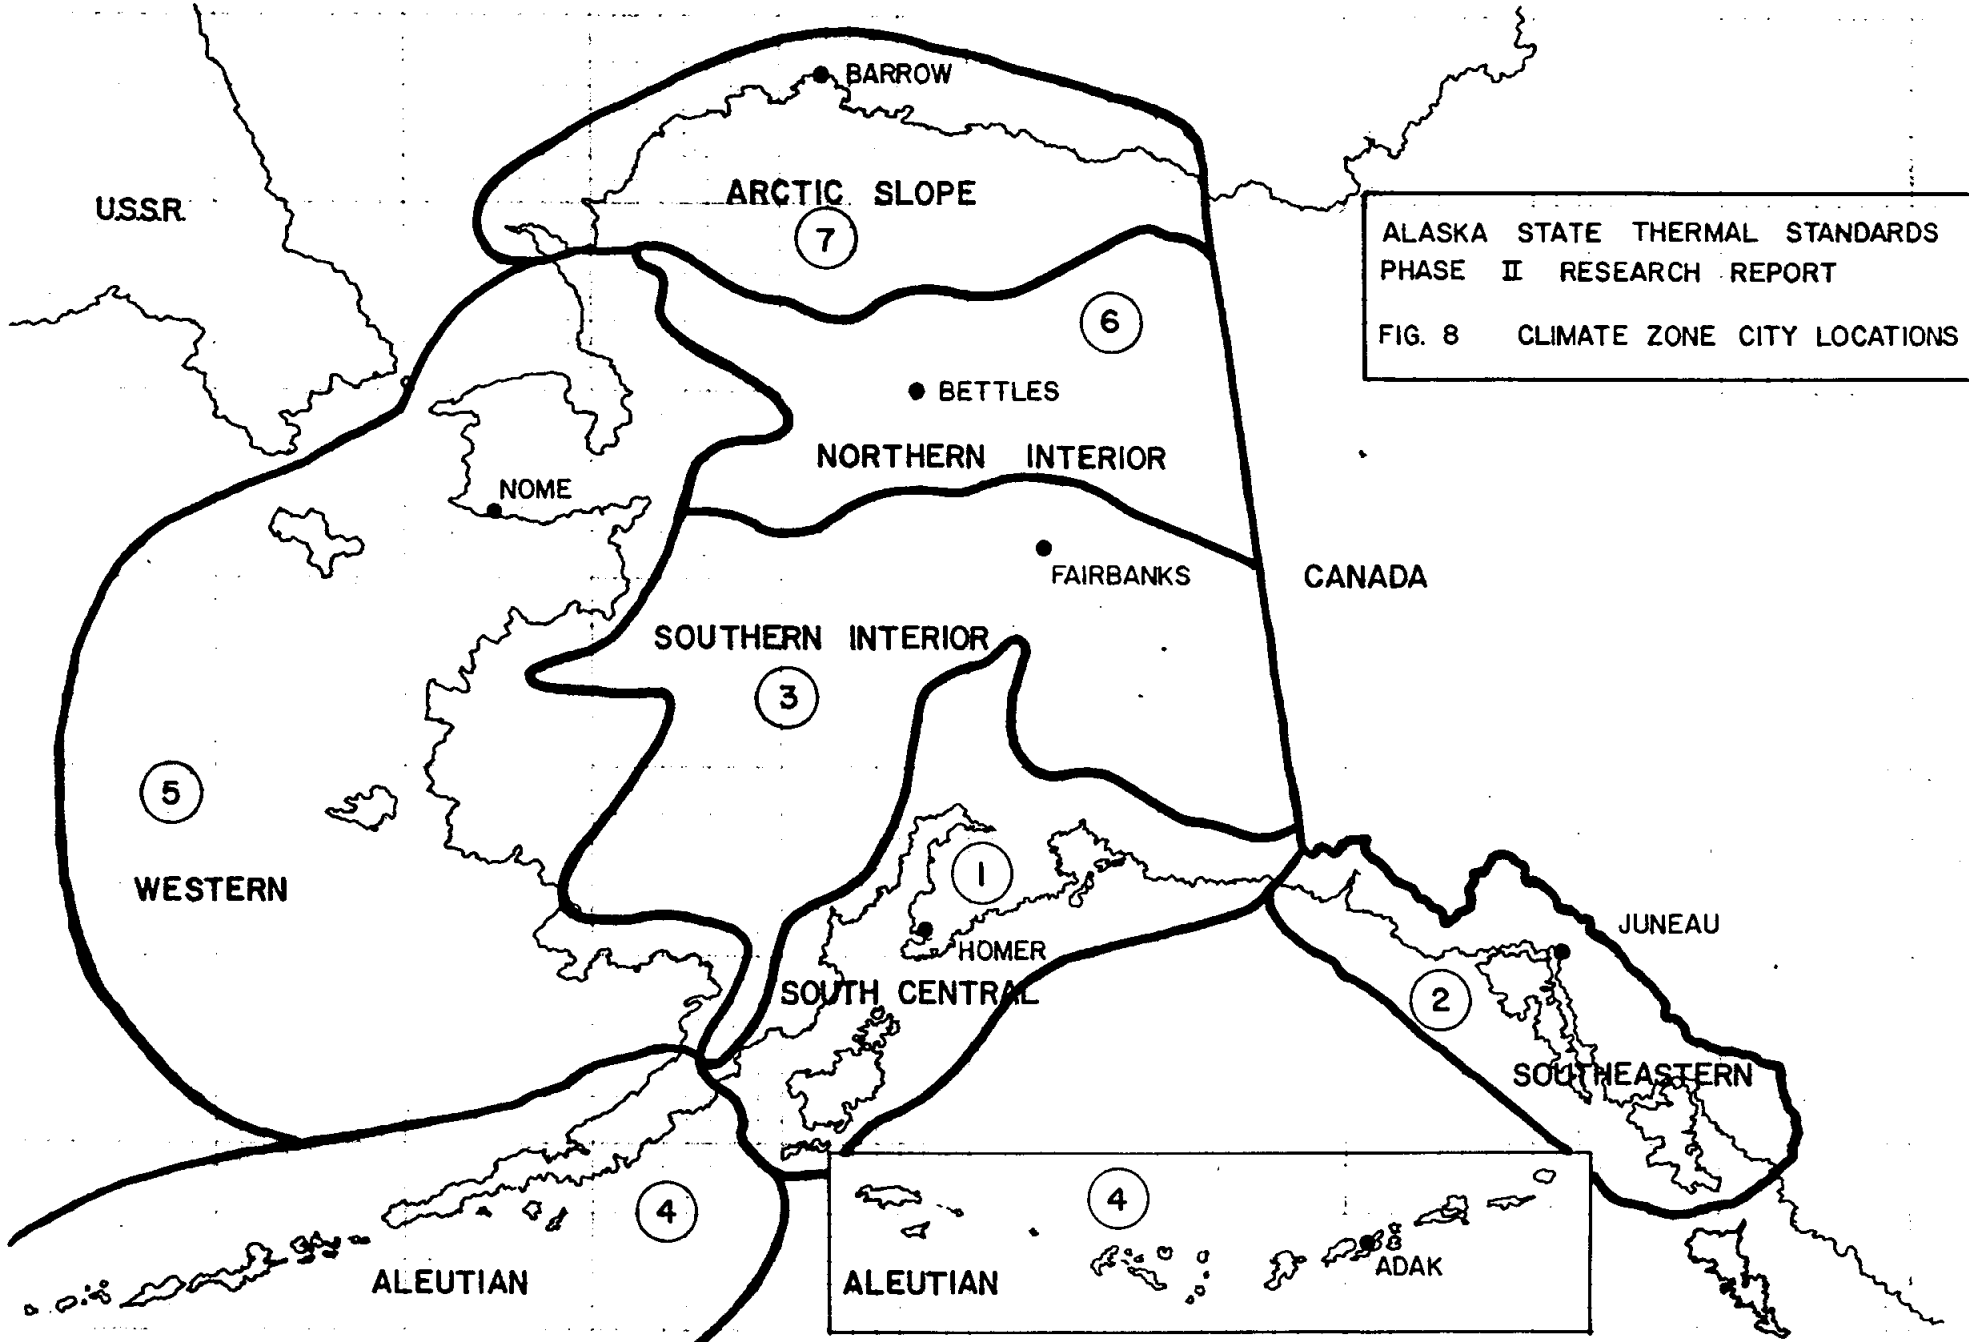 BARROW
U.S.S.R.
ARCTIC SLOPE
7
ALASKA STATE THERMAL STANDARDS
PHASE II RESEARCH REPORT
FIG. 8 CLIMATE ZONE CITY LOCATIONS
6
BETTLES
NORTHERN INTERIOR
NOME
FAIRBANKS
CANADA
SOUTHERN INTERIOR
3
5
WESTERN
1
HOMER
SOUTH CENTRAL
JUNEAU
2
SOUTHEASTERN
4
ALEUTIAN
4
ALEUTIAN
ADAK